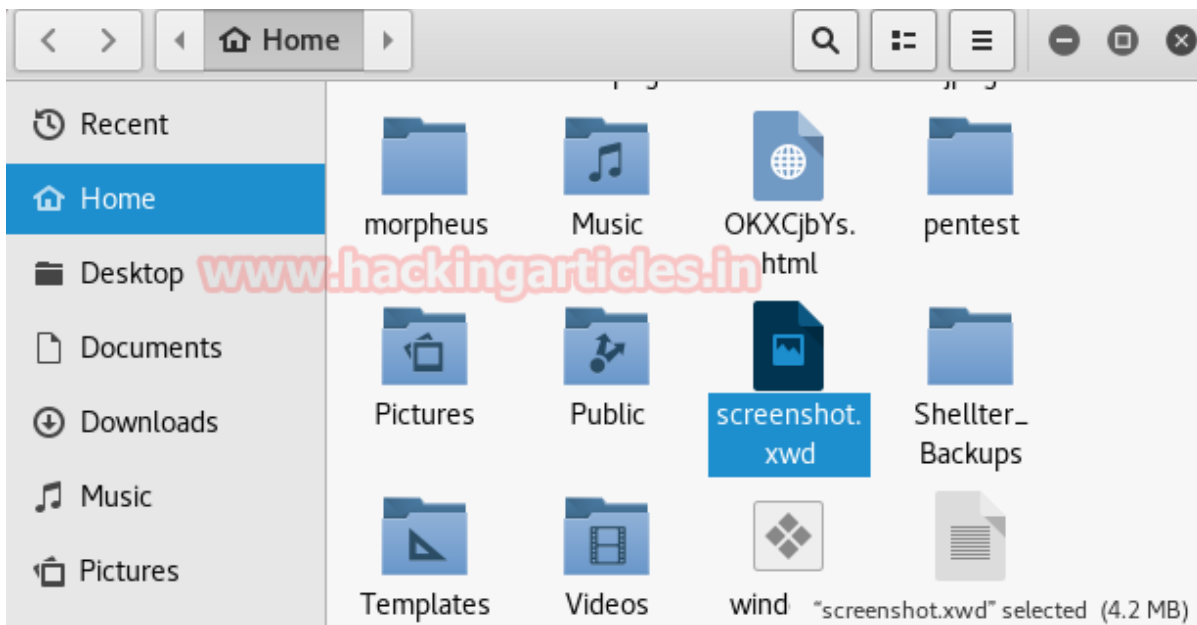 Home
Recent
Home
Desktop
Documents
Downloads
Music
Pictures
morpheus
Music
OKXCjbYs.
html
pentest
www.hackingarticles.in
Pictures
Public
screenshot.
xwd
Shellter_
Backups
Templates
Videos
wind
"screenshot.xwd" selected (4.2 MB)